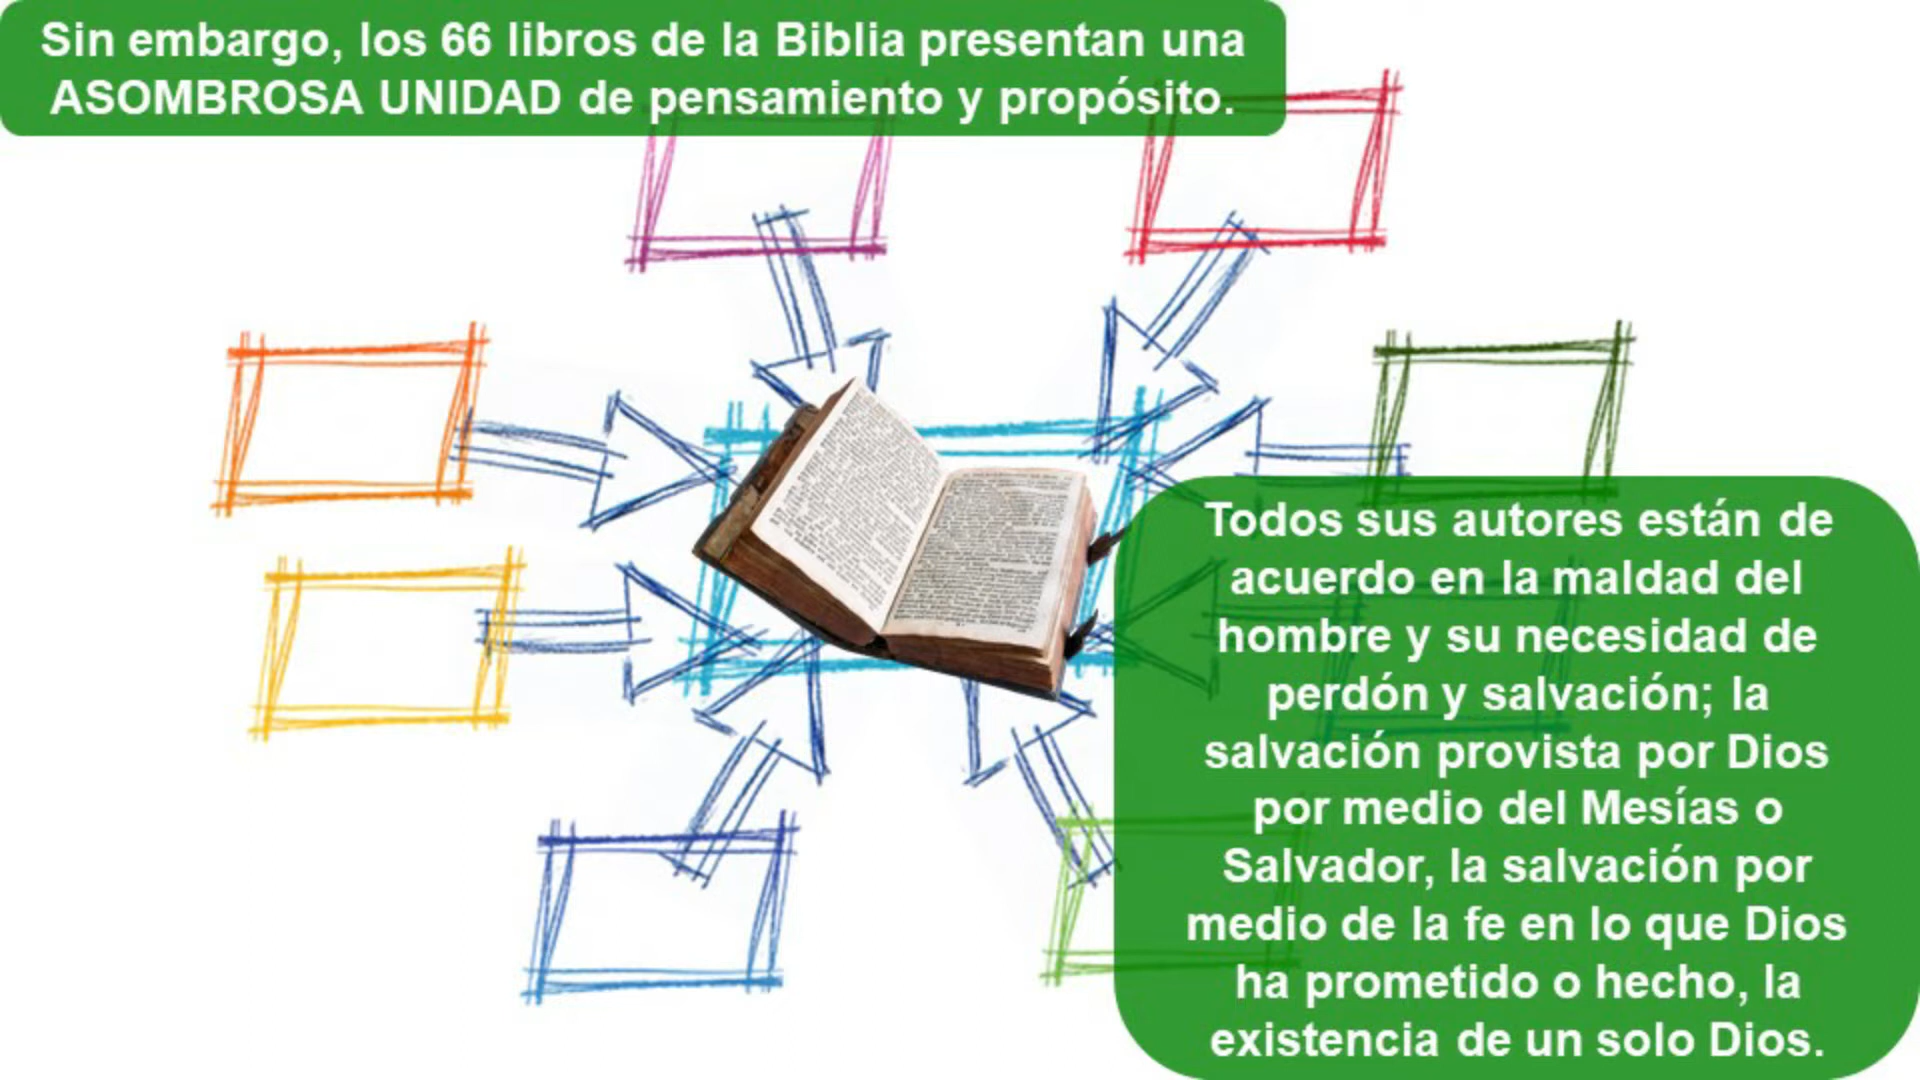 Sin embargo, los 66 libros de la Biblia presentan una
ASOMBROSA UNIDAD de pensamiento y propósito.
Todos sus autores están de
acuerdo en la maldad del
hombre y su necesidad de
perdón y salvación; la
salvación provista por Dios
por medio del Mesías o
Salvador, la salvación por
medio de la fe en lo que Dios
ha prometido o hecho, la
existencia de un solo Dios.